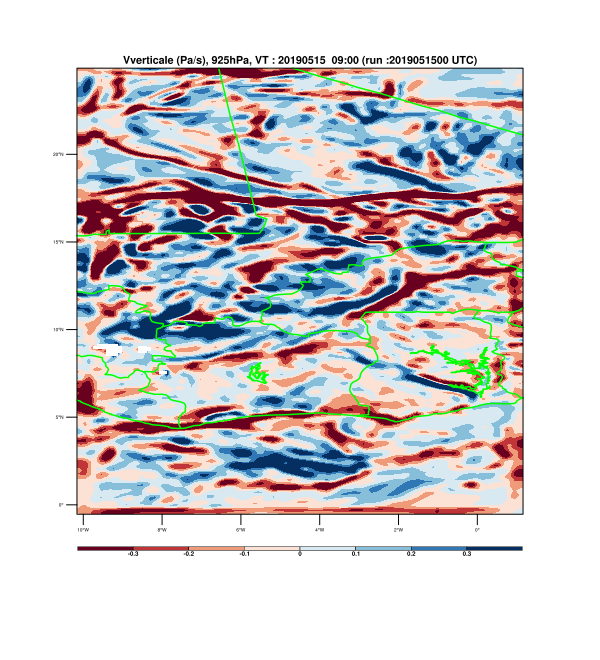 Vverticale (Pa/s), 925hPa, VT : 20190515 09:00 (run :2019051500 UTC)
20°N
15°N
10°N
5°N
0°
10°W 8°W 6°W 4°W 2°W 0°
-0.3 -0.2 -0.1 0 0.1 0.2 0.3